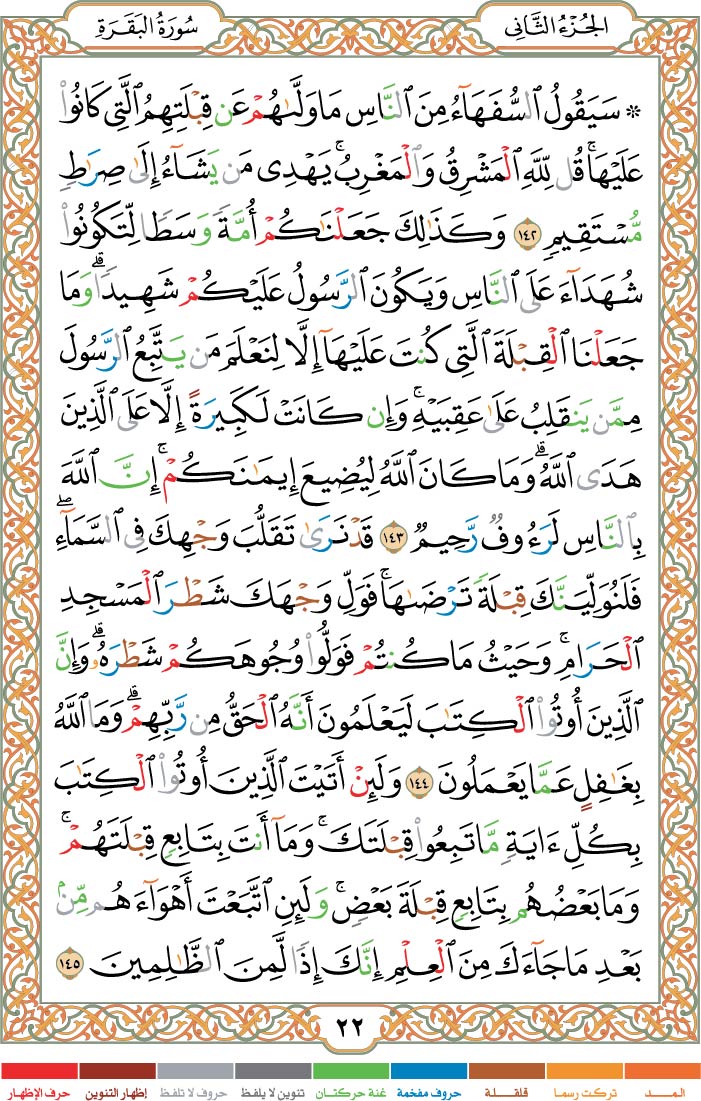 الجُزْءُ الثَّانِي
سُورَةُ البَقَرَةِ
۞ سَيَقُولُ ٱلسُّفَهَآءُ مِنَ ٱلنَّاسِ مَا وَلَّىٰهُمْ عَن قِبْلَتِهِمُ ٱلَّتِى كَانُوا۟
عَلَيْهَا ۚ قُل لِّلَّهِ ٱلْمَشْرِقُ وَٱلْمَغْرِبُ ۚ يَهْدِى مَن يَشَآءُ إِلَىٰ صِرَٰطٍ
مُّسْتَقِيمٍ ١٤٢ وَكَذَٰلِكَ جَعَلْنَٰكُمْ أُمَّةً وَسَطًا لِّتَكُونُوا۟
شُهَدَآءَ عَلَى ٱلنَّاسِ وَيَكُونَ ٱلرَّسُولُ عَلَيْكُمْ شَهِيدًا ۗ وَمَا
جَعَلْنَا ٱلْقِبْلَةَ ٱلَّتِى كُنتَ عَلَيْهَآ إِلَّا لِنَعْلَمَ مَن يَتَّبِعُ ٱلرَّسُولَ
مِمَّن يَنقَلِبُ عَلَىٰ عَقِبَيْهِ ۚ وَإِن كَانَتْ لَكَبِيرَةً إِلَّا عَلَى ٱلَّذِينَ
هَدَى ٱللَّهُ ۗ وَمَا كَانَ ٱللَّهُ لِيُضِيعَ إِيمَٰنَكُمْ ۚ إِنَّ ٱللَّهَ
بِٱلنَّاسِ لَرَءُوفٌ رَّحِيمٌ ١٤٣ قَدْ نَرَىٰ تَقَلُّبَ وَجْهِكَ فِى ٱلسَّمَآءِ ۖ
فَلَنُوَلِّيَنَّكَ قِبْلَةً تَرْضَىٰهَا ۚ فَوَلِّ وَجْهَكَ شَطْرَ ٱلْمَسْجِدِ
ٱلْحَرَامِ ۚ وَحَيْثُ مَا كُنتُمْ فَوَلُّوا۟ وُجُوهَكُمْ شَطْرَهُۥ ۗ وَإِنَّ
ٱلَّذِينَ أُوتُوا۟ ٱلْكِتَٰبَ لَيَعْلَمُونَ أَنَّهُ ٱلْحَقُّ مِن رَّبِّهِمْ ۗ وَمَا ٱللَّهُ
بِغَٰفِلٍ عَمَّا يَعْمَلُونَ ١٤٤ وَلَئِنْ أَتَيْتَ ٱلَّذِينَ أُوتُوا۟ ٱلْكِتَٰبَ
بِكُلِّ ءَايَةٍ مَّا تَبِعُوا۟ قِبْلَتَكَ ۚ وَمَآ أَنتَ بِتَابِعٍ قِبْلَتَهُمْ ۚ
وَمَا بَعْضُهُم بِتَابِعٍ قِبْلَةَ بَعْضٍ ۚ وَلَئِنِ ٱتَّبَعْتَ أَهْوَآءَهُم مِّنۢ
بَعْدِ مَا جَآءَكَ مِنَ ٱلْعِلْمِ ۙ إِنَّكَ إِذًا لَّمِنَ ٱلظَّٰلِمِينَ ١٤٥
٢٢
المــد تركت رسما قلقلة حروف مفخمة غنة حركتان تنوين لا يلفظ حروف لا تلفظ إظهار التنوين حرف الإظهار